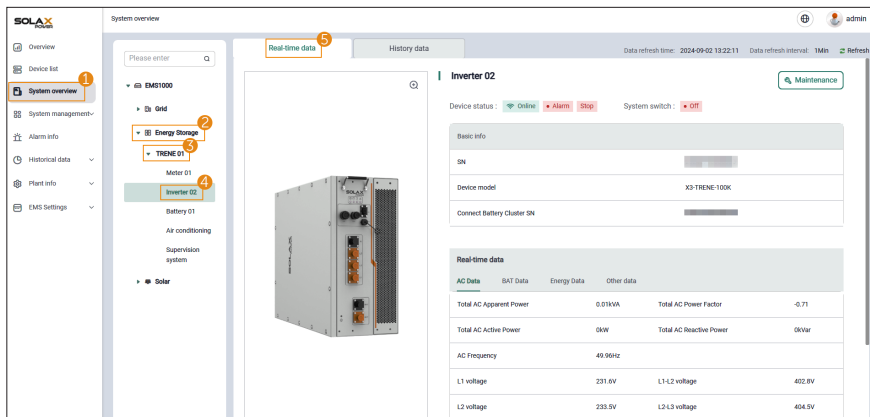 SOLAX
POWER
System overview
admin
Overview
Device list
1
System overview
System management
Alarm info
Historical data
Plant info
EMS Settings
Please enter
EMS1000
Grid
2
Energy Storage
3
TRENE 01
Meter 01
4
Inverter 02
Battery 01
Air conditioning
Supervision
system
Solar
5
Real-time data
History data
Data refresh time: 2024-09-02 13:22:11 Data refresh interval: 1Min Refresh
SOLAX
SOLAX
Inverter 02
Maintenance
Device status : Online Alarm Stop System switch : Off
Basic info
SN
Device model X3-TRENE-100K
Connect Battery Cluster SN
Real-time data
AC Data BAT Data Energy Data Other data
Total AC Apparent Power 0.01kVA Total AC Power Factor -0.71
Total AC Active Power 0kW Total AC Reactive Power 0kVar
AC Frequency 49.96Hz
L1 voltage 231.6V L1-L2 voltage 402.8V
L2 voltage 233.5V L2-L3 voltage 404.5V